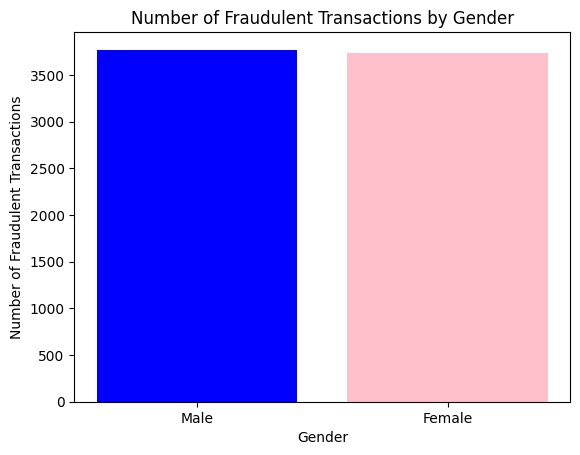 Number of Fraudulent Transactions by Gender
Number of Fraudulent Transactions
3500
3000
2500
2000
1500
1000
500
0
Male Female
Gender